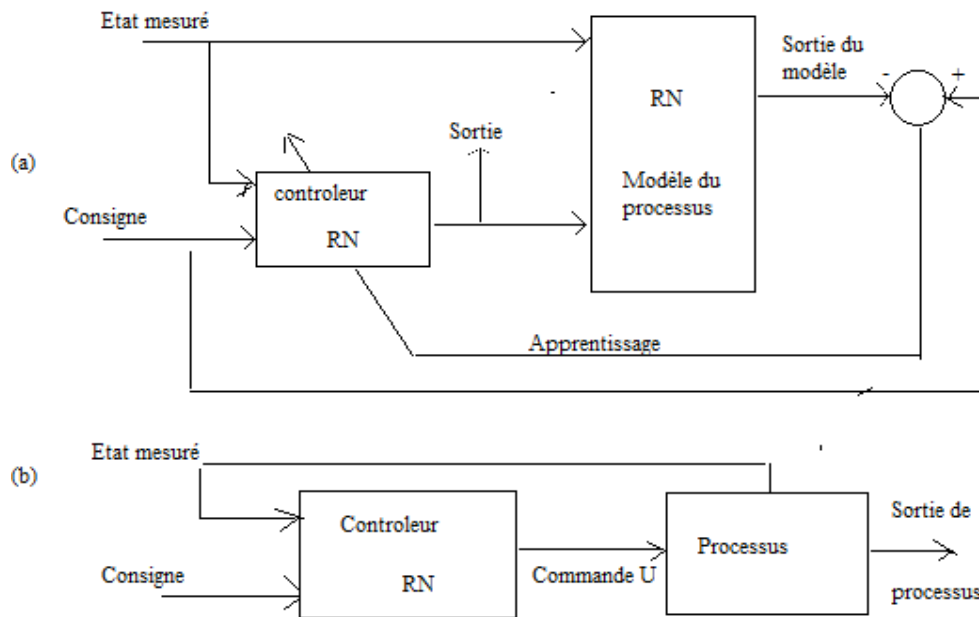 Etat mesuré
Sortie du
modèle
- +
RN
Sortie
(a)
controleur
Modèle du
processus
Consigne
RN
Apprentissage
Etat mesuré
(b)
Sortie de
Controleur
Processus
Consigne
Commande U
RN
processus